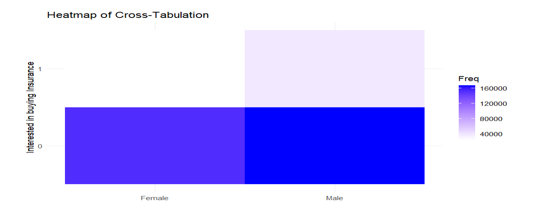 Heatmap of Cross-Tabulation
Interested in buying Insurance
1
0
Female
Male
Freq
160000
120000
80000
40000